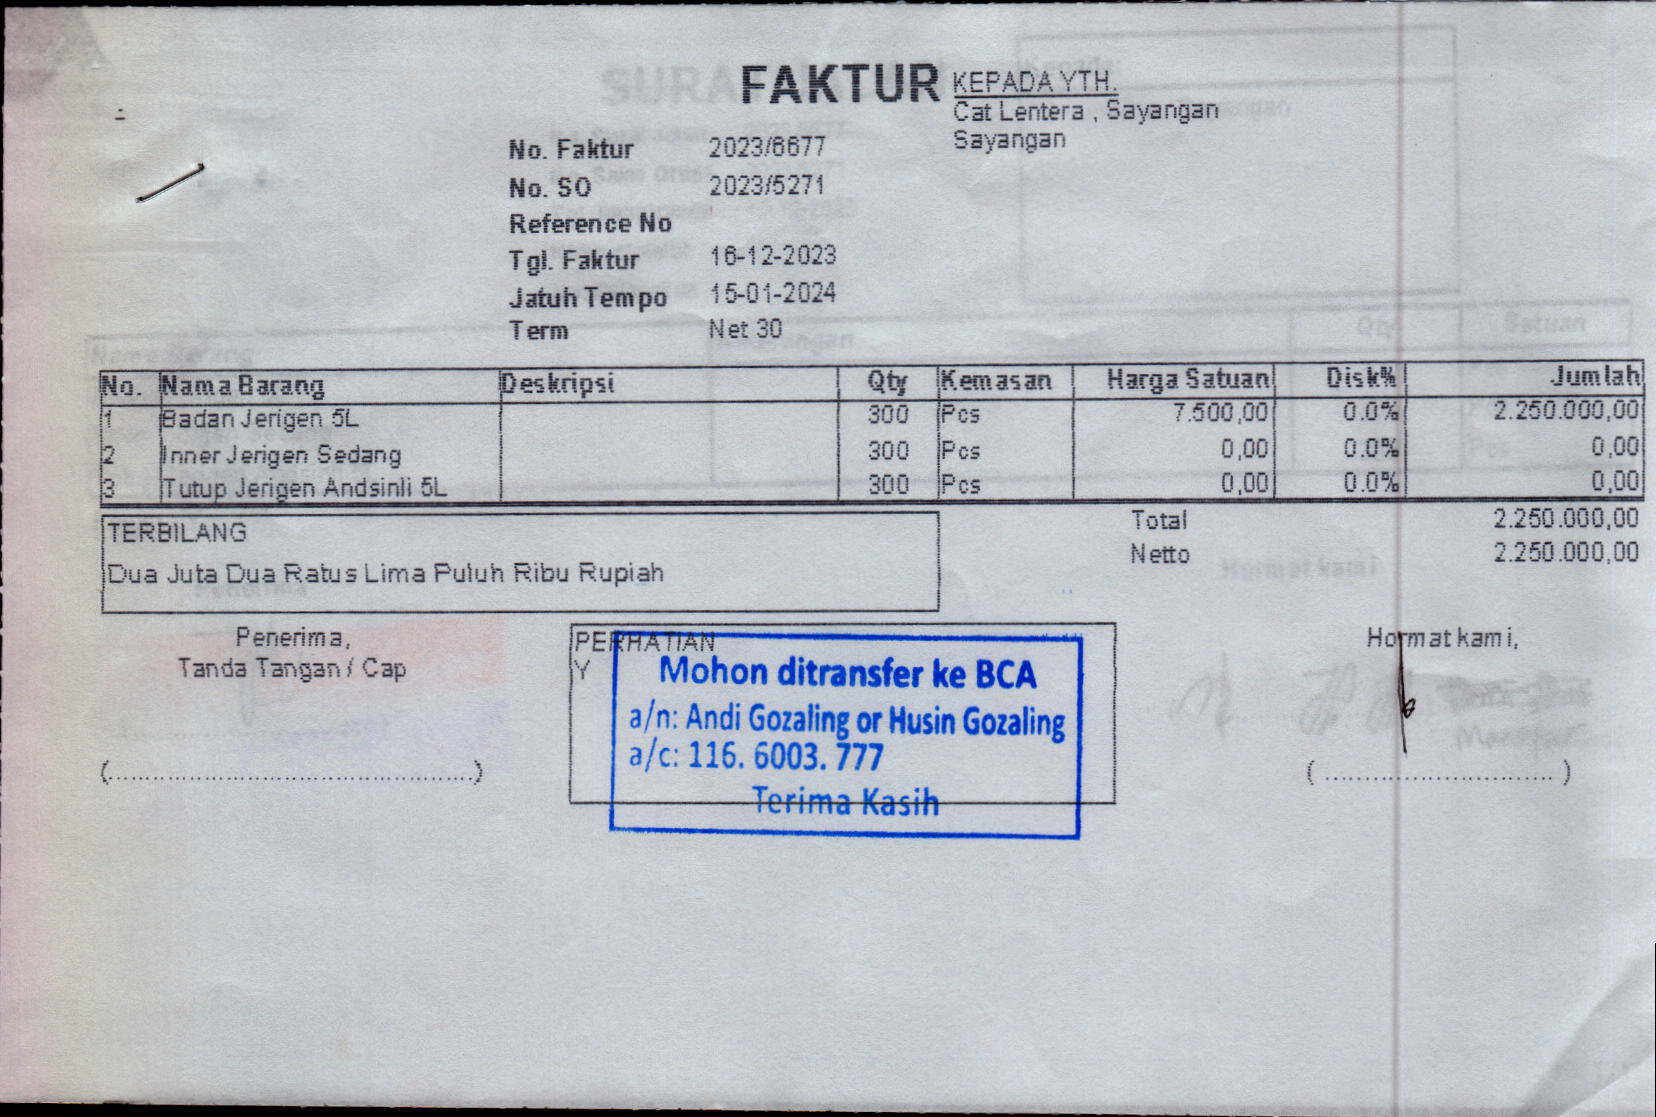 FAKTUR
KEPADA YTH.
Cat Lentera , Sayangan
Sayangan
No. Faktur 2023/6677
No. SO 2023/5271
Reference No
Tgl. Faktur 16-12-2023
Jatuh Tempo 15-01-2024
Term Net 30
No. Nama Barang Deskripsi Qty Kemasan Harga Satuan Disk% Jumlah
1 Badan Jerigen 5L 300 Pcs 7.500,00 0.0% 2.250.000,00
2 Inner Jerigen Sedang 300 Pcs 0,00 0.0% 0,00
3 Tutup Jerigen Andsinli 5L 300 Pcs 0,00 0.0% 0,00
Total 2.250.000,00
Netto 2.250.000,00
TERBILANG
Dua Juta Dua Ratus Lima Puluh Ribu Rupiah
Penerima,
Tanda Tangan / Cap
(................................................)
PERHATIAN
Y
Mohon ditransfer ke BCA
a/n: Andi Gozaling or Husin Gozaling
a/c: 116. 6003. 777
Terima Kasih
Hormat kami,
( .............................. )